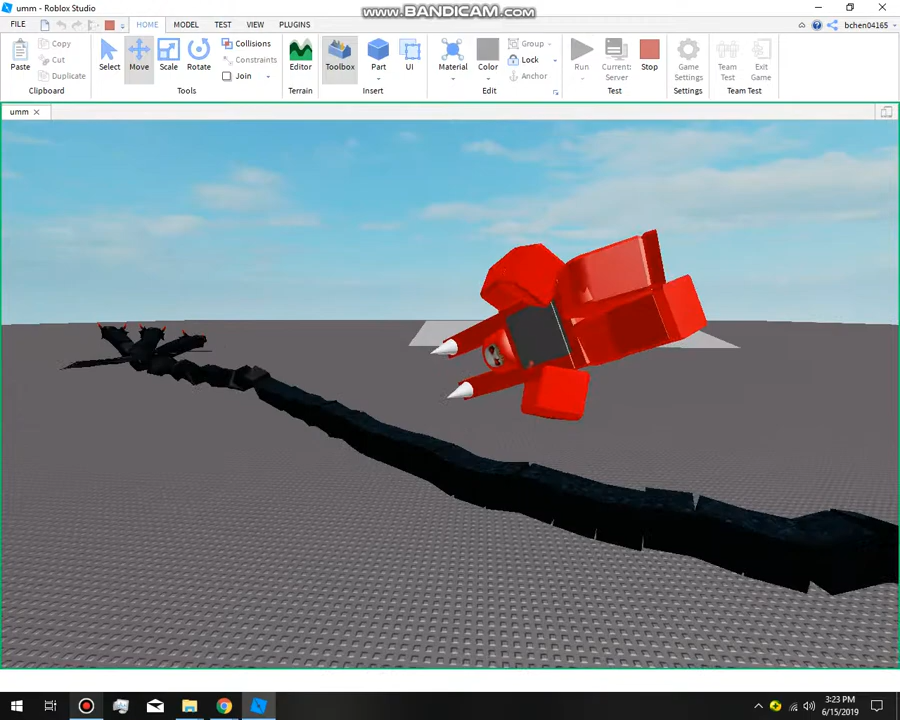 umm - Roblox Studio
WWW.BANDICAM.COM
FILE HOME MODEL TEST VIEW PLUGINS bchen04165
Paste Copy Cut Duplicate Clipboard
Select Move Scale Rotate Collisions Constraints Join Tools
Editor Terrain
Toolbox Part UI Insert
Material Color Group Lock Anchor Edit
Run Current: Server Stop Test
Game Settings Settings
Team Test Exit Game Team Test
umm
3:23 PM
6/15/2019